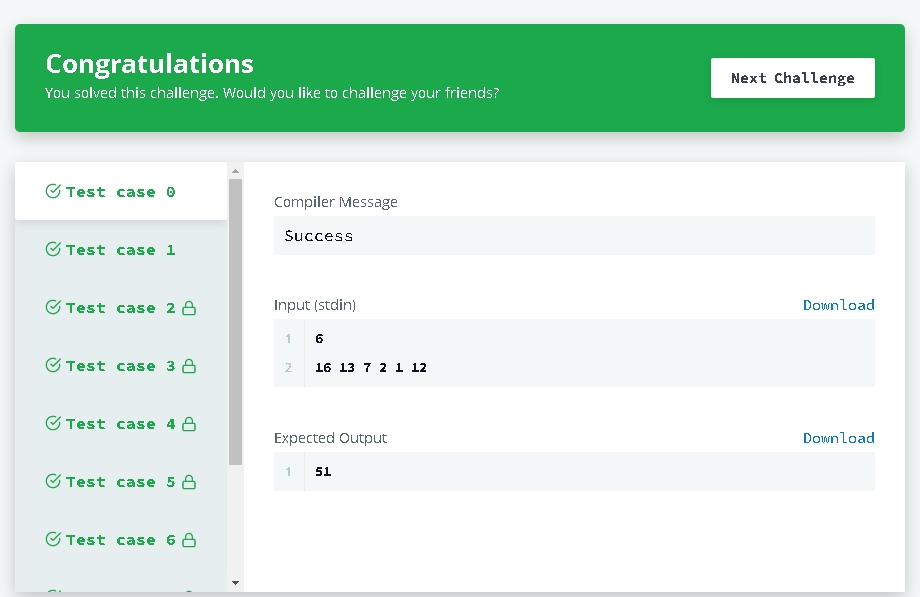 Congratulations
You solved this challenge. Would you like to challenge your friends?
Next Challenge
Test case 0
Test case 1
Test case 2
Test case 3
Test case 4
Test case 5
Test case 6
Compiler Message
Success
Input (stdin)
Download
1 6
2 16 13 7 2 1 12
Expected Output
Download
1 51